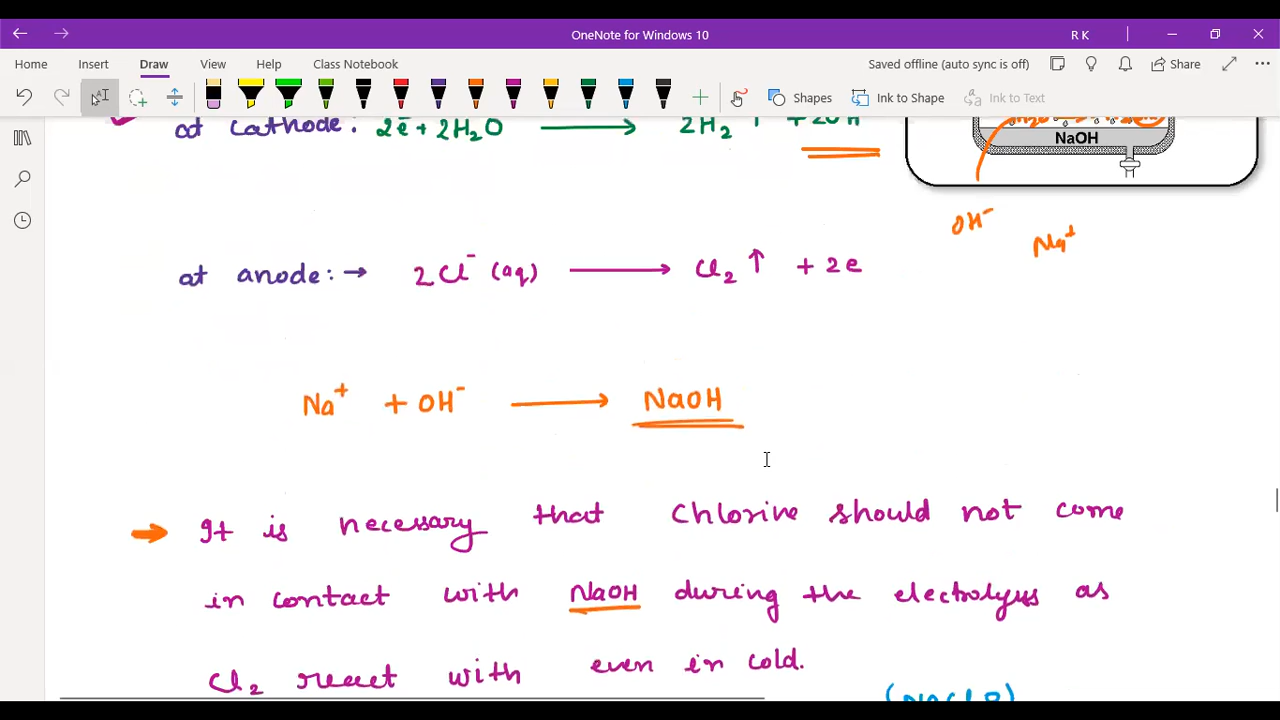 OneNote for Windows 10
R K
Home Insert Draw View Help Class Notebook
Saved offline (auto sync is off) Share
Shapes Ink to Shape Ink to Text
at cathode: 2e⁻ + 2H₂O ⟶ 2H₂ ↑ + 2OH
NaOH
OH⁻
Na⁺
at anode: → 2Cl⁻ (aq) ⟶ Cl₂ ↑ + 2e
Na⁺ + OH⁻ ⟶ NaOH
It is necessary that Chlorine should not come
in contact with NaOH during the electrolysis as
Cl₂ react with even in cold.